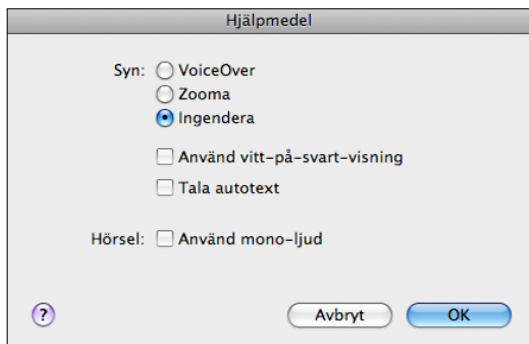 Hjälpmedel
Syn: VoiceOver
Zooma
Ingendera
Använd vitt-på-svart-visning
Tala autotext
Hörsel: Använd mono-ljud
? Avbryt OK